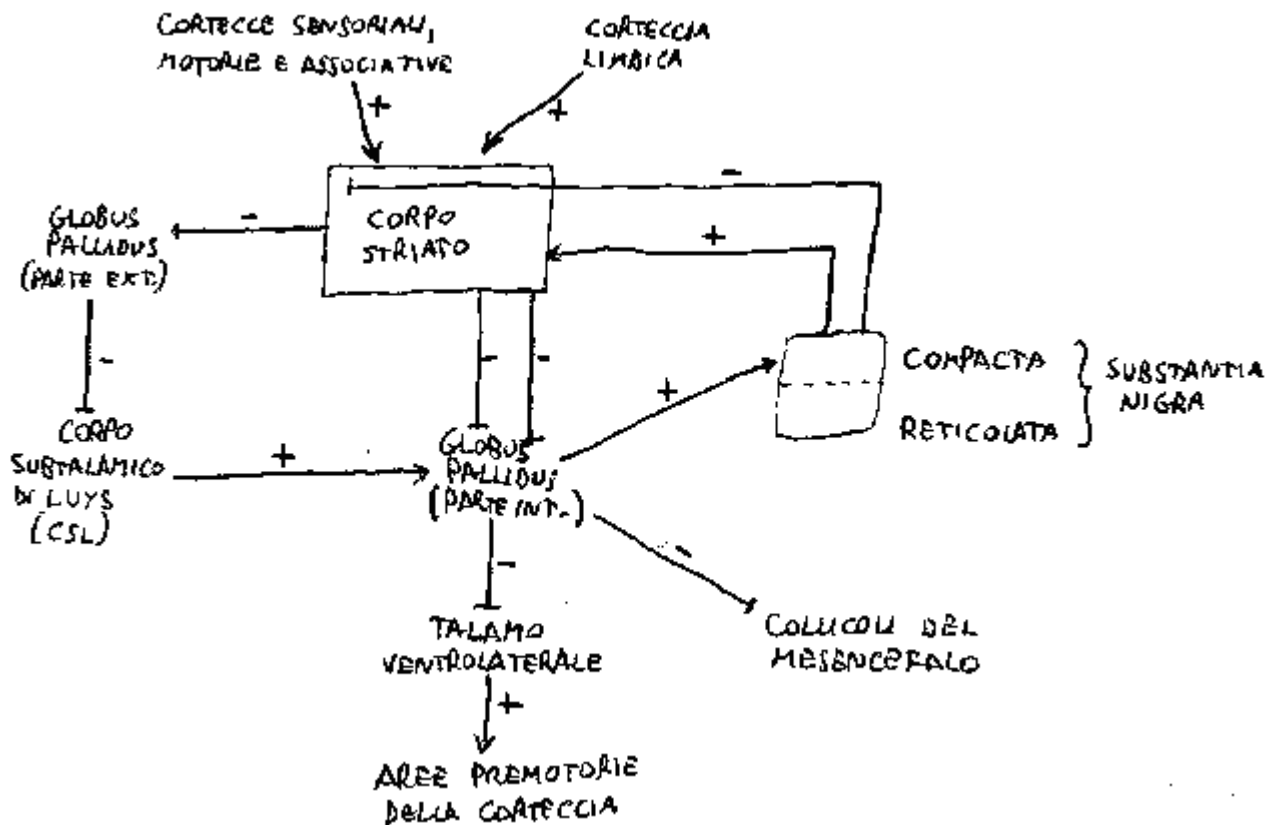 CORTECCE SENSORIALI,
MOTORIE E ASSOCIATIVE
CORTECCIA
LIMBICA
+
+
-
CORPO
STRIATO
+
-
GLOBUS
PALLIDUS
(PARTE EXT.)
-
-
-
COMPACTA
RETICOLATA
SUBSTANTIA
NIGRA
+
CORPO
SUBTALAMICO
DI LUYS
(CSL)
+
GLOBUS
PALLIDUS
(PARTE INT.)
-
-
TALAMO
VENTROLATERALE
COLLICOLI DEL
MESENCEFALO
+
AREE PREMOTORIE
DELLA CORTECCIA